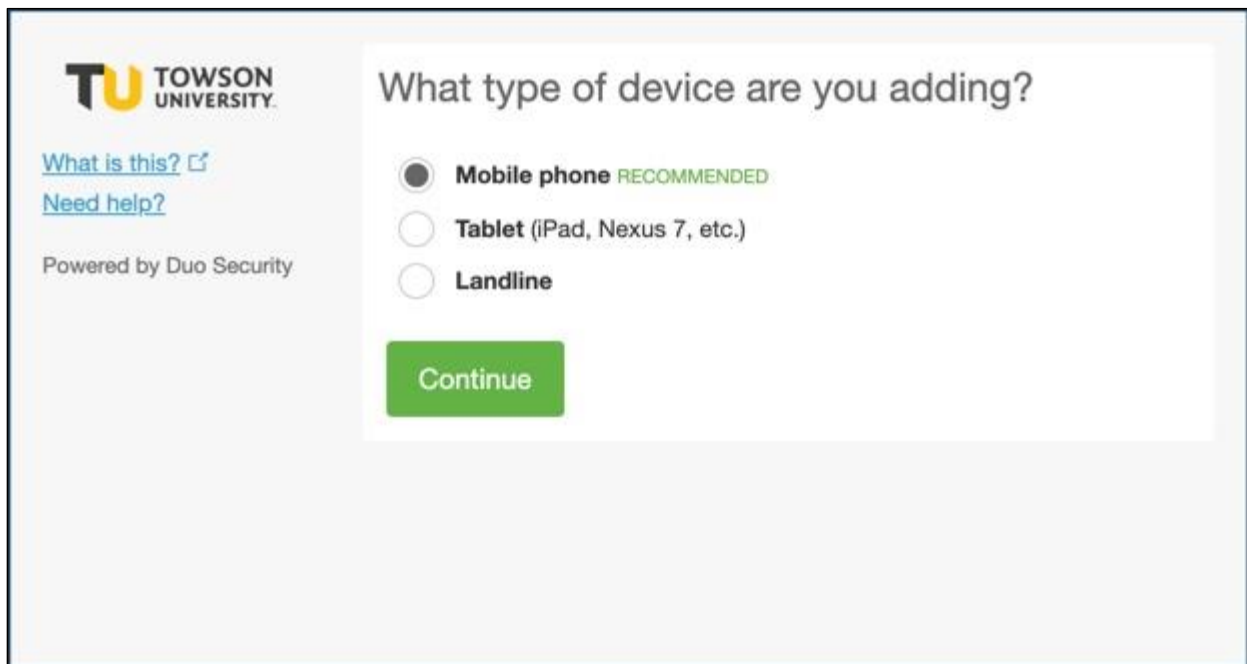 TU TOWSON
UNIVERSITY.
What is this?
Need help?
Powered by Duo Security
What type of device are you adding?
Mobile phone RECOMMENDED
Tablet (iPad, Nexus 7, etc.)
Landline
Continue